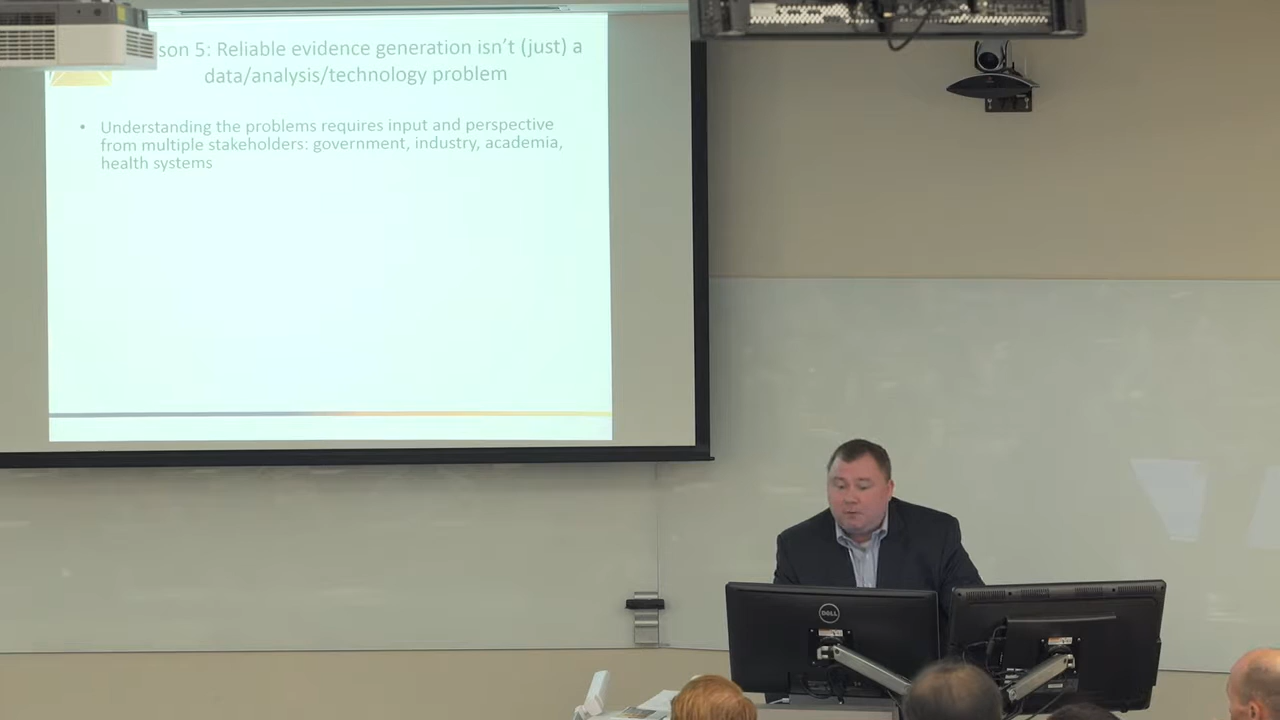 son 5: Reliable evidence generation isn't (just) a
data/analysis/technology problem
• Understanding the problems requires input and perspective
from multiple stakeholders: government, industry, academia,
health systems
DELL